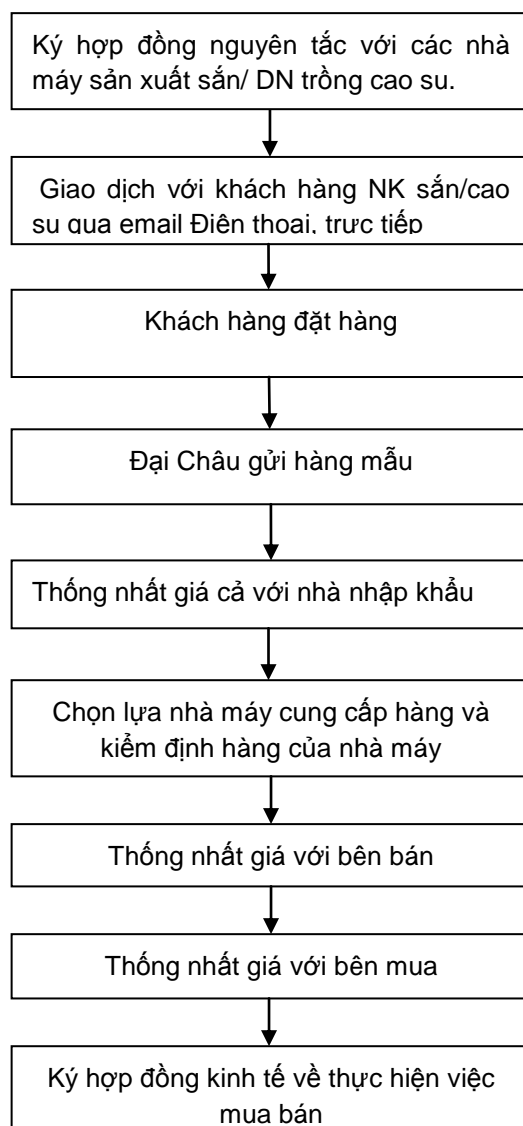 Ký hợp đồng nguyên tắc với các nhà
máy sản xuất sắn/ DN trồng cao su.
Giao dịch với khách hàng NK sắn/cao
su qua email Điện thoại, trực tiếp
Khách hàng đặt hàng
Đại Châu gửi hàng mẫu
Thống nhất giá cả với nhà nhập khẩu
Chọn lựa nhà máy cung cấp hàng và
kiểm định hàng của nhà máy
Thống nhất giá với bên bán
Thống nhất giá với bên mua
Ký hợp đồng kinh tế về thực hiện việc
mua bán